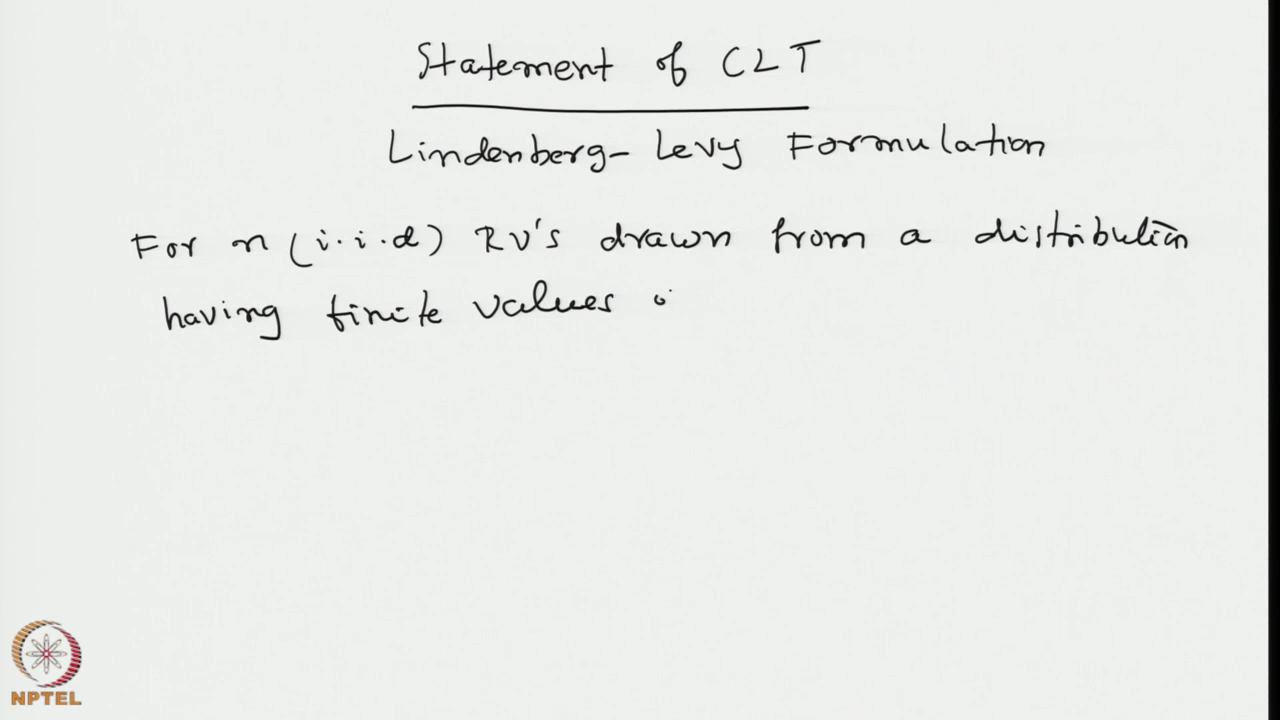 Statement of CLT
Lindenberg-Levy Formulation
For n (i.i.d) RV's drawn from a distribution
having finite values
NPTEL